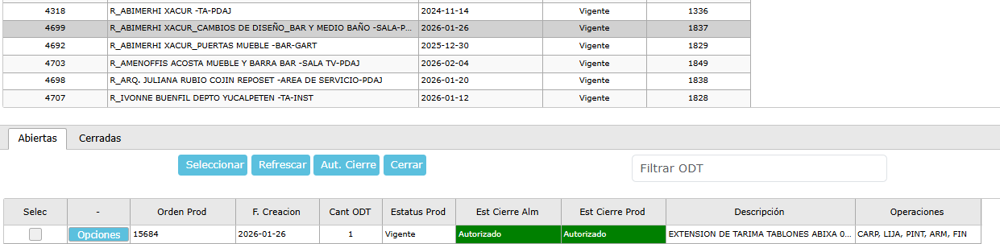 4318 R_ABIMERHI XACUR -TA-PDAJ 2024-11-14 Vigente 1336
4699 R_ABIMERHI XACUR_CAMBIOS DE DISEÑO_BAR Y MEDIO BAÑO -SALA-P... 2026-01-26 Vigente 1837
4692 R_ABIMERHI XACUR_PUERTAS MUEBLE -BAR-GART 2025-12-30 Vigente 1829
4703 R_AMENOFFIS ACOSTA MUEBLE Y BARRA BAR -SALA TV-PDAJ 2026-02-04 Vigente 1849
4698 R_ARQ. JULIANA RUBIO COJIN REPOSET -AREA DE SERVICIO-PDAJ 2026-01-20 Vigente 1838
4707 R_IVONNE BUENFIL DEPTO YUCALPETEN -TA-INST 2026-01-12 Vigente 1828
Abiertas Cerradas
Seleccionar Refrescar Aut. Cierre Cerrar Filtrar ODT
Selec - Orden Prod F. Creacion Cant ODT Estatus Prod Est Cierre Alm Est Cierre Prod Descripción Operaciones
Opciones 15684 2026-01-26 1 Vigente Autorizado Autorizado EXTENSION DE TARIMA TABLONES ABIXA 0... CARP, LIJA, PINT, ARM, FIN